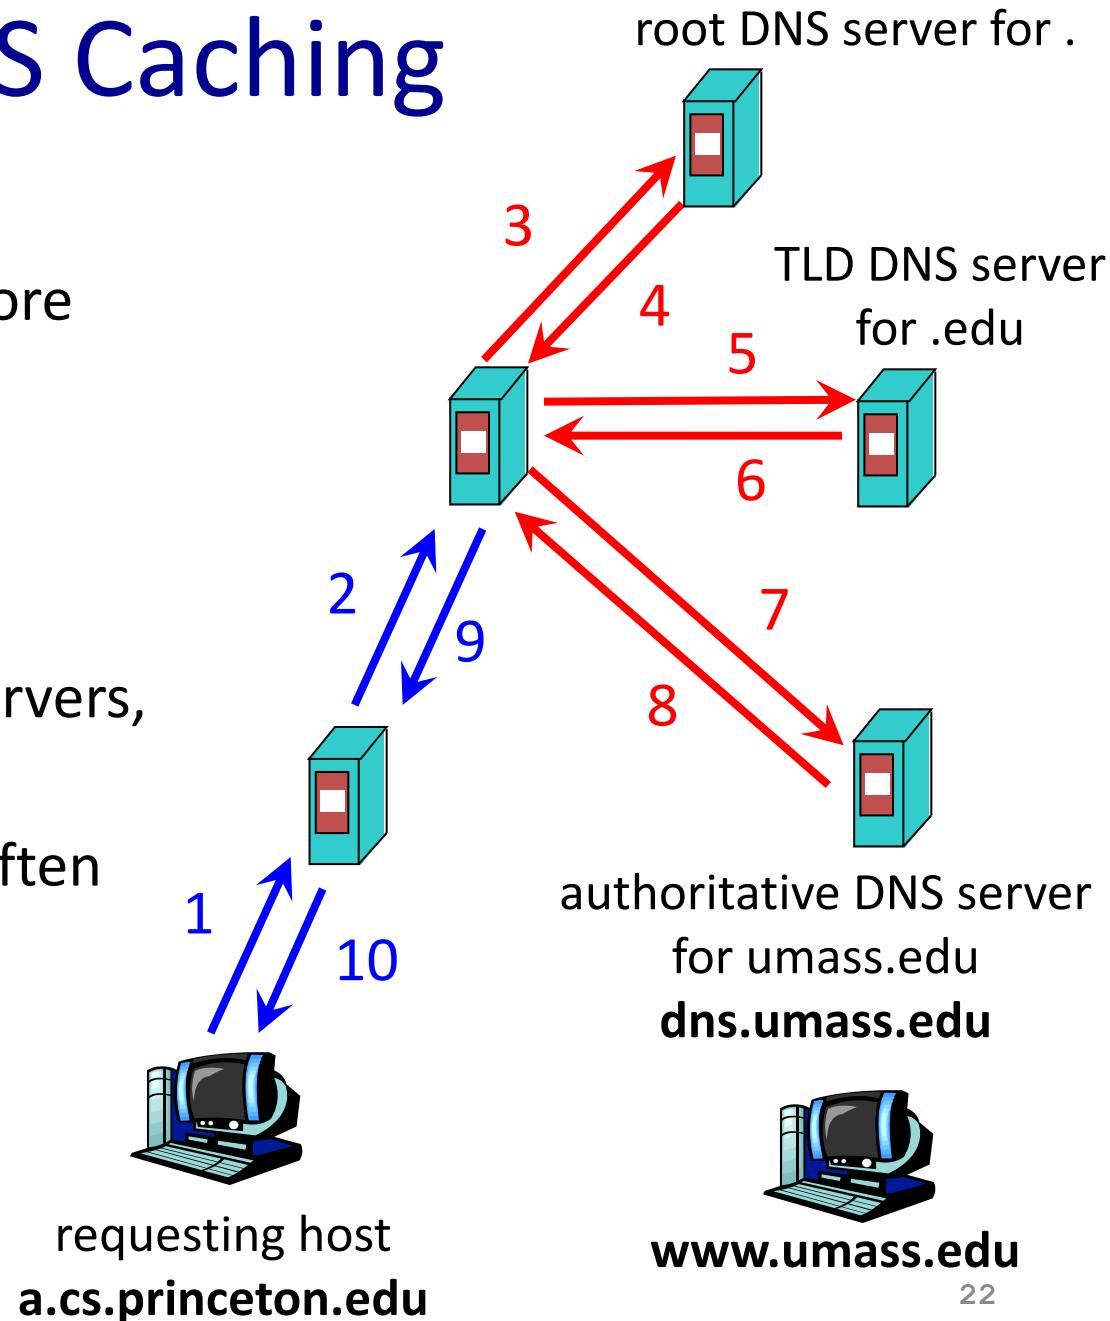 S Caching
root DNS server for .
3
4
TLD DNS server
for .edu
ore
5
6
2
9
7
8
rvers,
ften
1
10
authoritative DNS server
for umass.edu
dns.umass.edu
requesting host
a.cs.princeton.edu
www.umass.edu
22